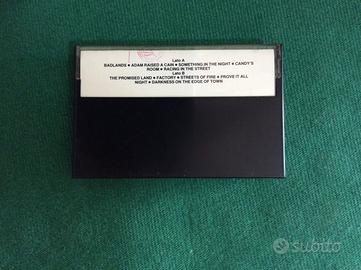 Lato A
BADLANDS ● ADAM RAISED A CAIN ● SOMETHING IN THE NIGHT ● CANDY'S
ROOM ● RACING IN THE STREET
Lato B
THE PROMISED LAND ● FACTORY ● STREETS OF FIRE ● PROVE IT ALL
NIGHT ● DARKNESS ON THE EDGE OF TOWN
subito